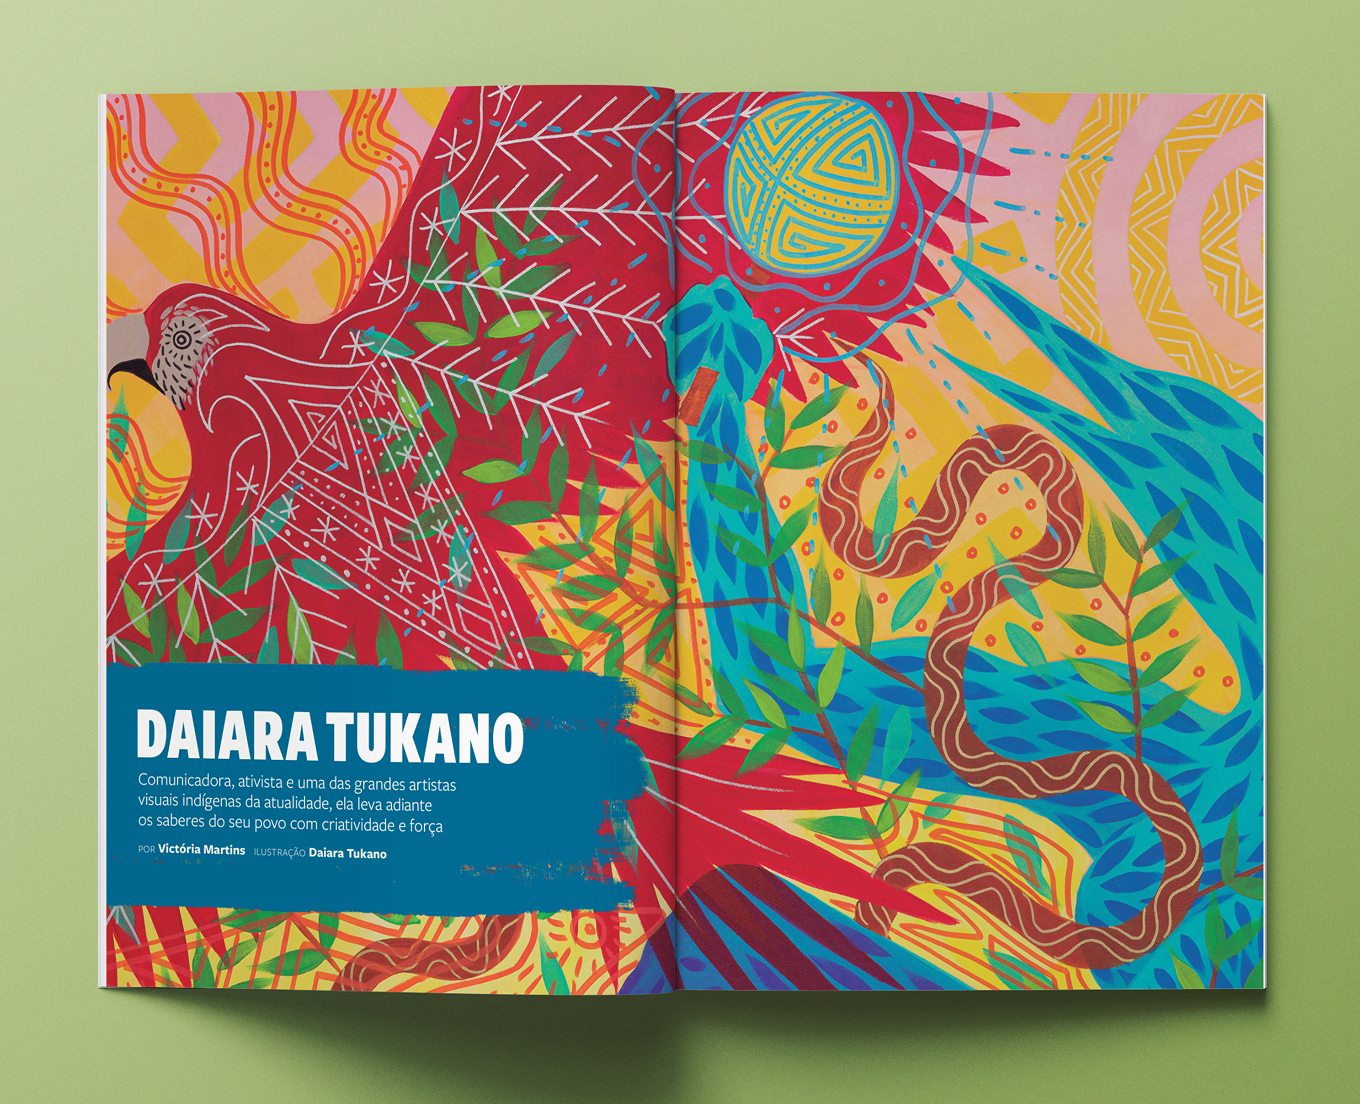 DAIARA TUKANO
Comunicadora, ativista e uma das grandes artistas
visuais indígenas da atualidade, ela leva adiante
os saberes do seu povo com criatividade e força
POR Victória Martins ILUSTRAÇÃO Daiara Tukano